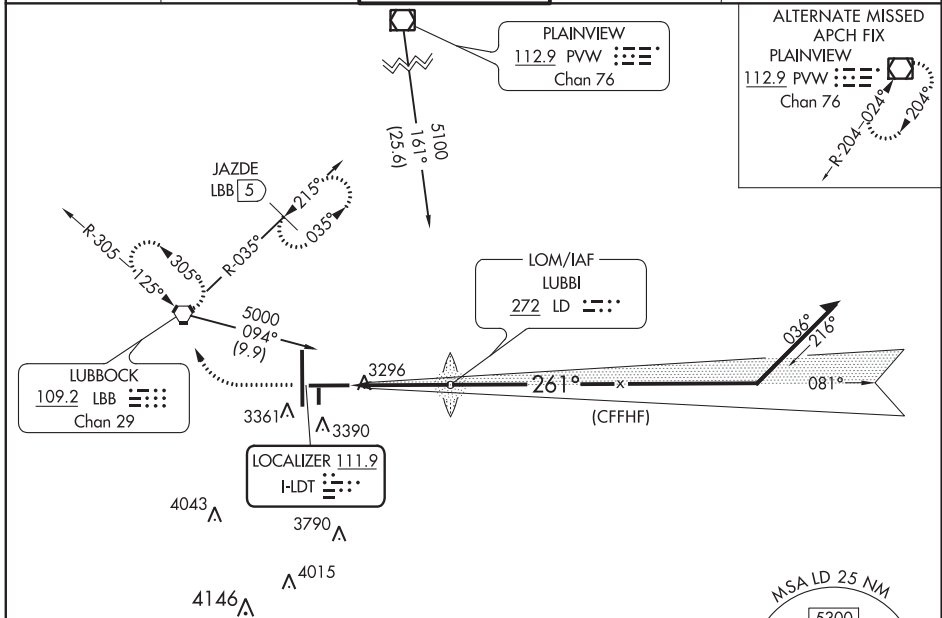 PLAINVIEW
112.9 PVW
Chan 76
ALTERNATE MISSED
APCH FIX
PLAINVIEW
112.9 PVW
Chan 76
R-204
024°
204°
5100
161°
(25.6)
JAZDE
LBB 5
215°
035°
R-035°
R-305
125°
305°
5000
094°
(9.9)
LOM/IAF
LUBBI
272 LD
036°
216°
LUBBOCK
109.2 LBB
Chan 29
3296
261°
x
081°
(CFFHF)
3361
3390
LOCALIZER 111.9
I-LDT
4043
3790
4015
4146
MSA LD 25 NM
5300